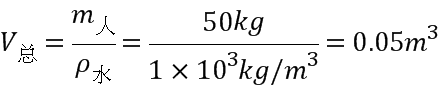 V总 = m人/ρ水 = 50kg/(1×10³kg/m³) = 0.05m³